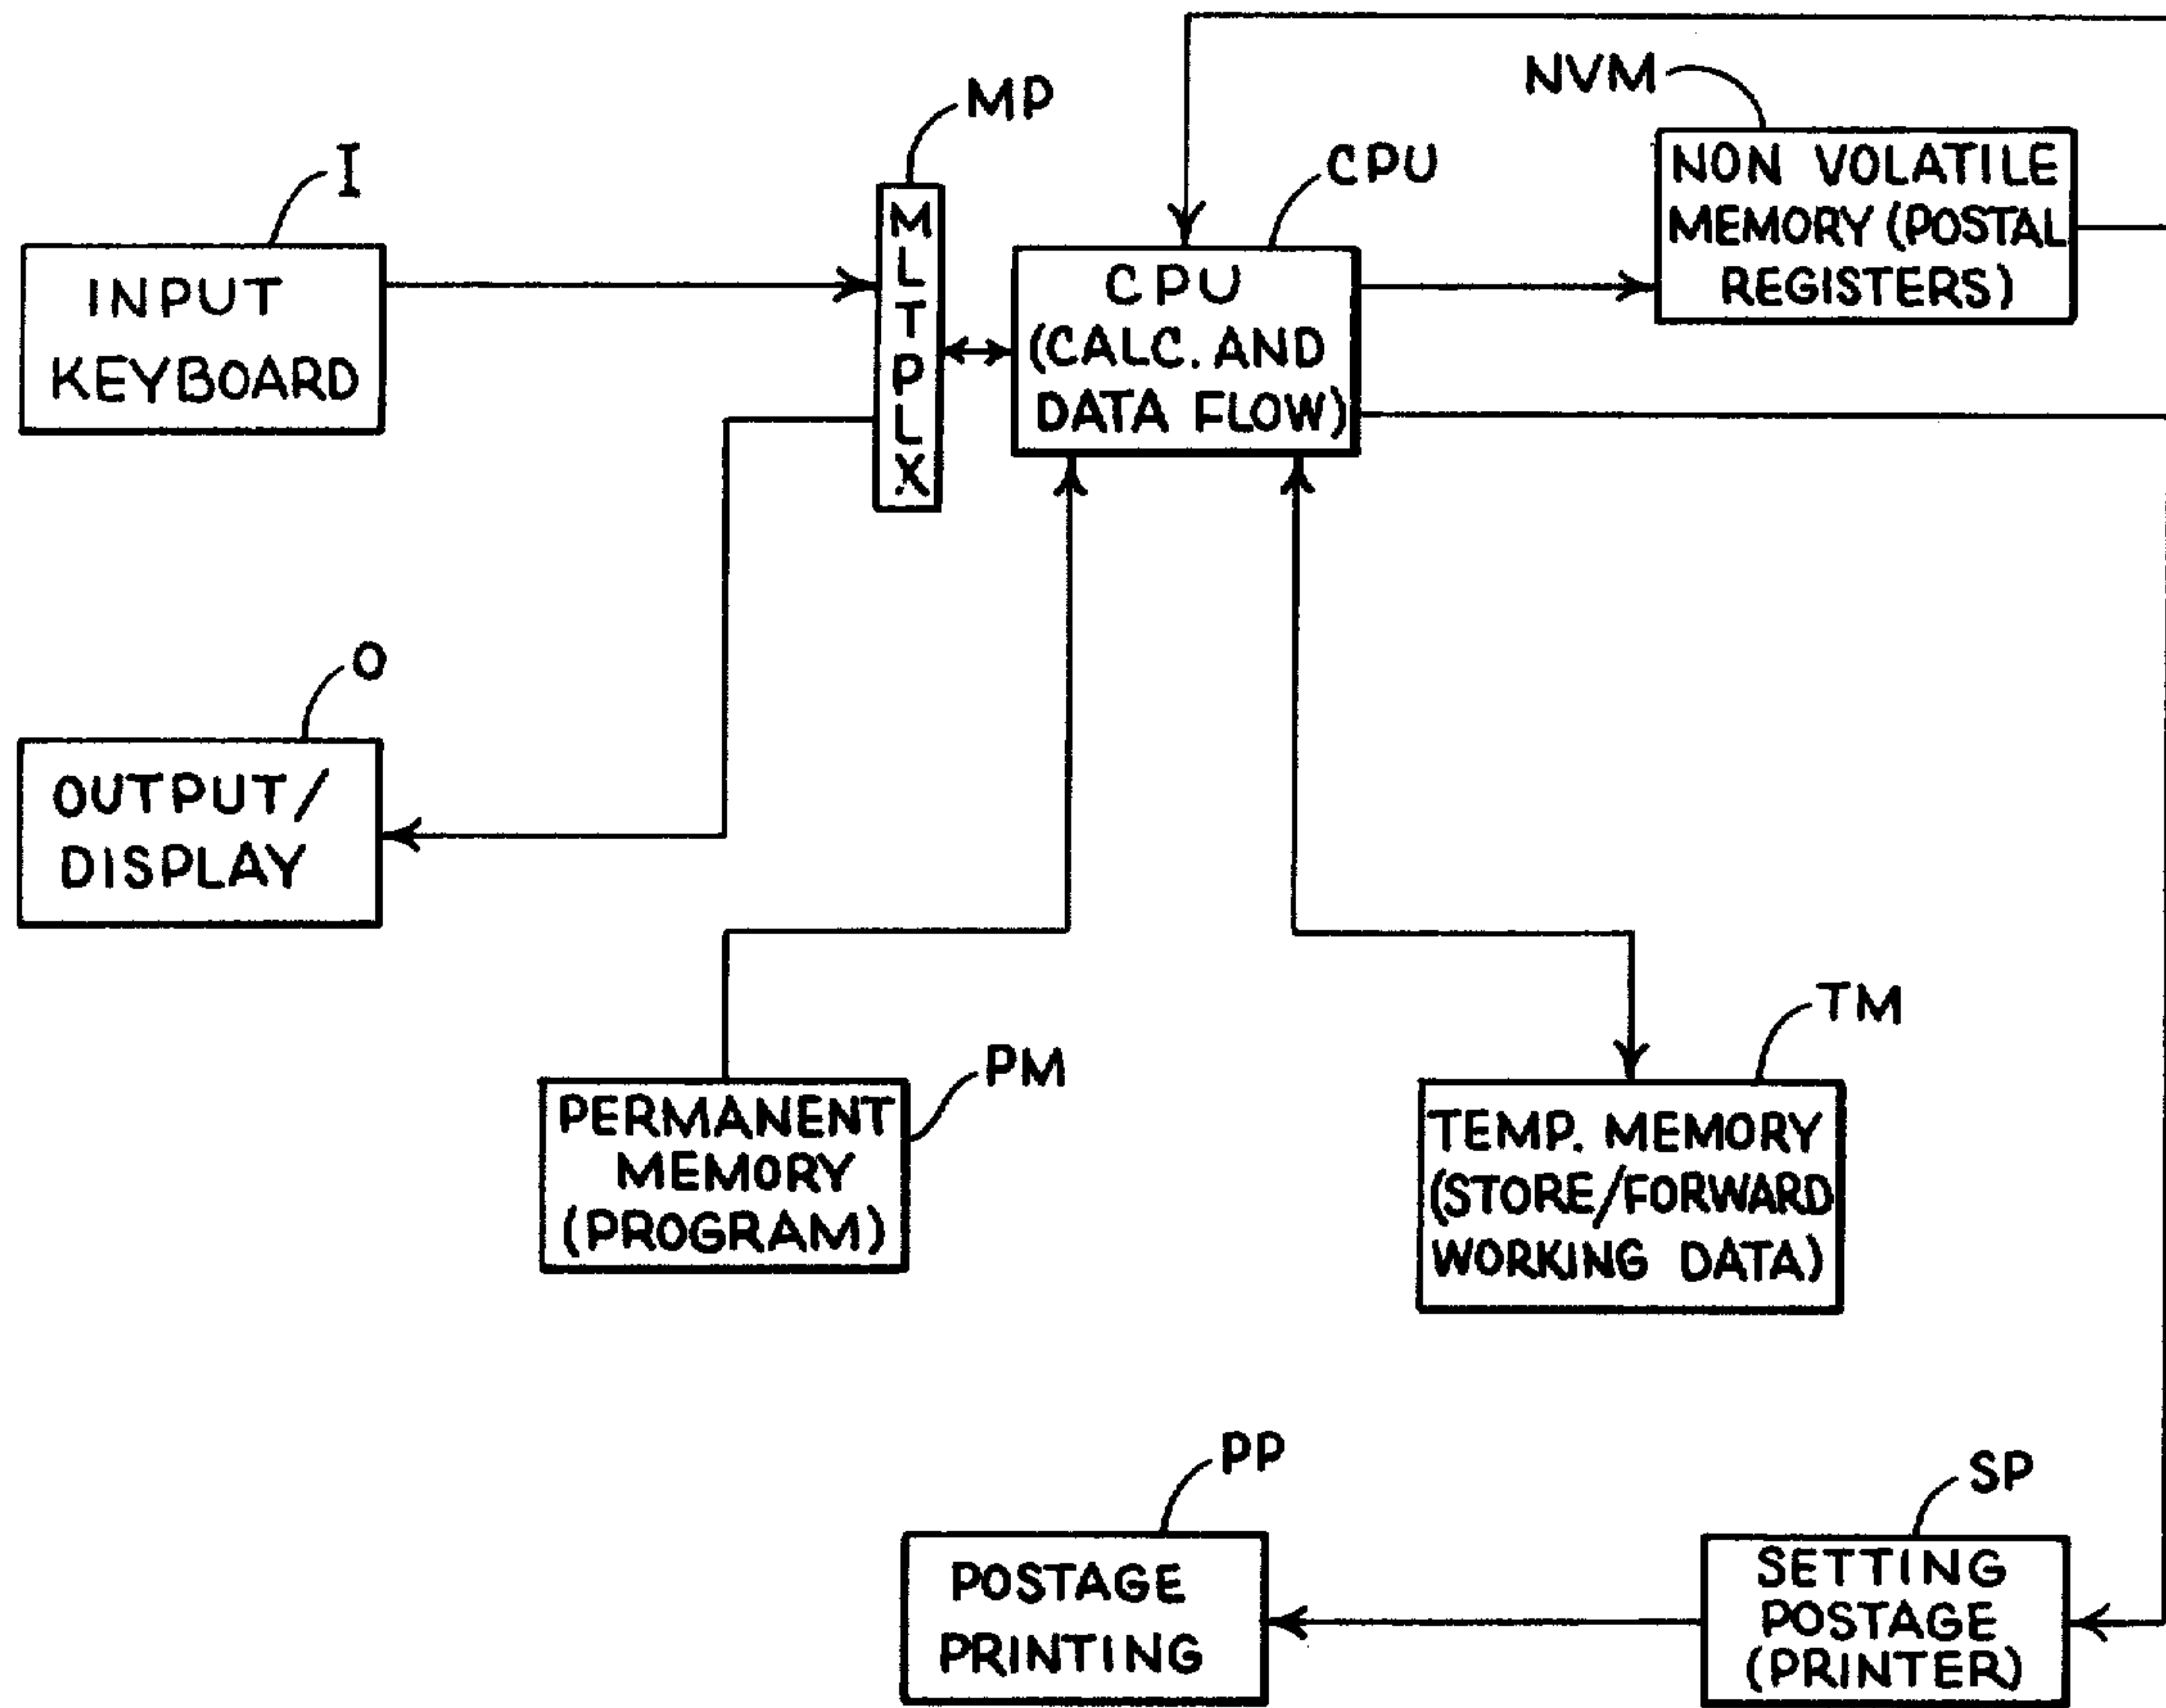 NVM
MP
CPU
I
NON VOLATILE
MEMORY (POSTAL
REGISTERS)
MLTPLX
INPUT
KEYBOARD
CPU
(CALC. AND
DATA FLOW)
O
OUTPUT/
DISPLAY
TM
PM
PERMANENT
MEMORY
(PROGRAM)
TEMP. MEMORY
(STORE/FORWARD
WORKING DATA)
PP
SP
POSTAGE
PRINTING
SETTING
POSTAGE
(PRINTER)